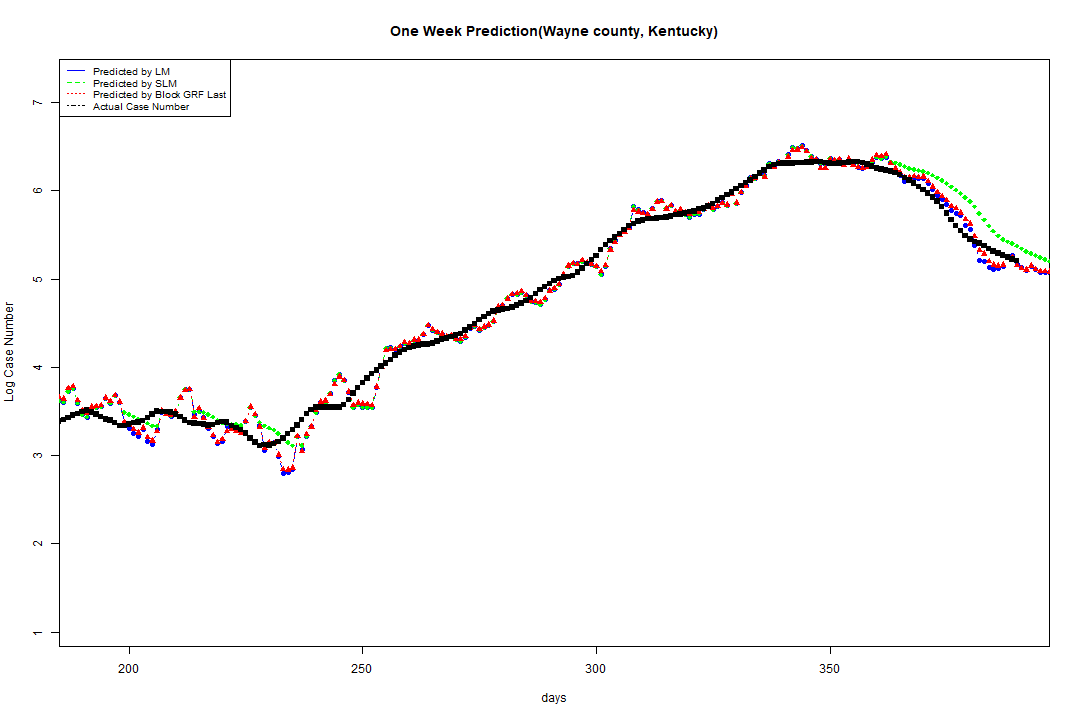 One Week Prediction(Wayne county, Kentucky)
Predicted by LM
Predicted by SLM
Predicted by Block GRF Last
Actual Case Number
7
6
5
4
3
2
1
Log Case Number
200 250 300 350
days